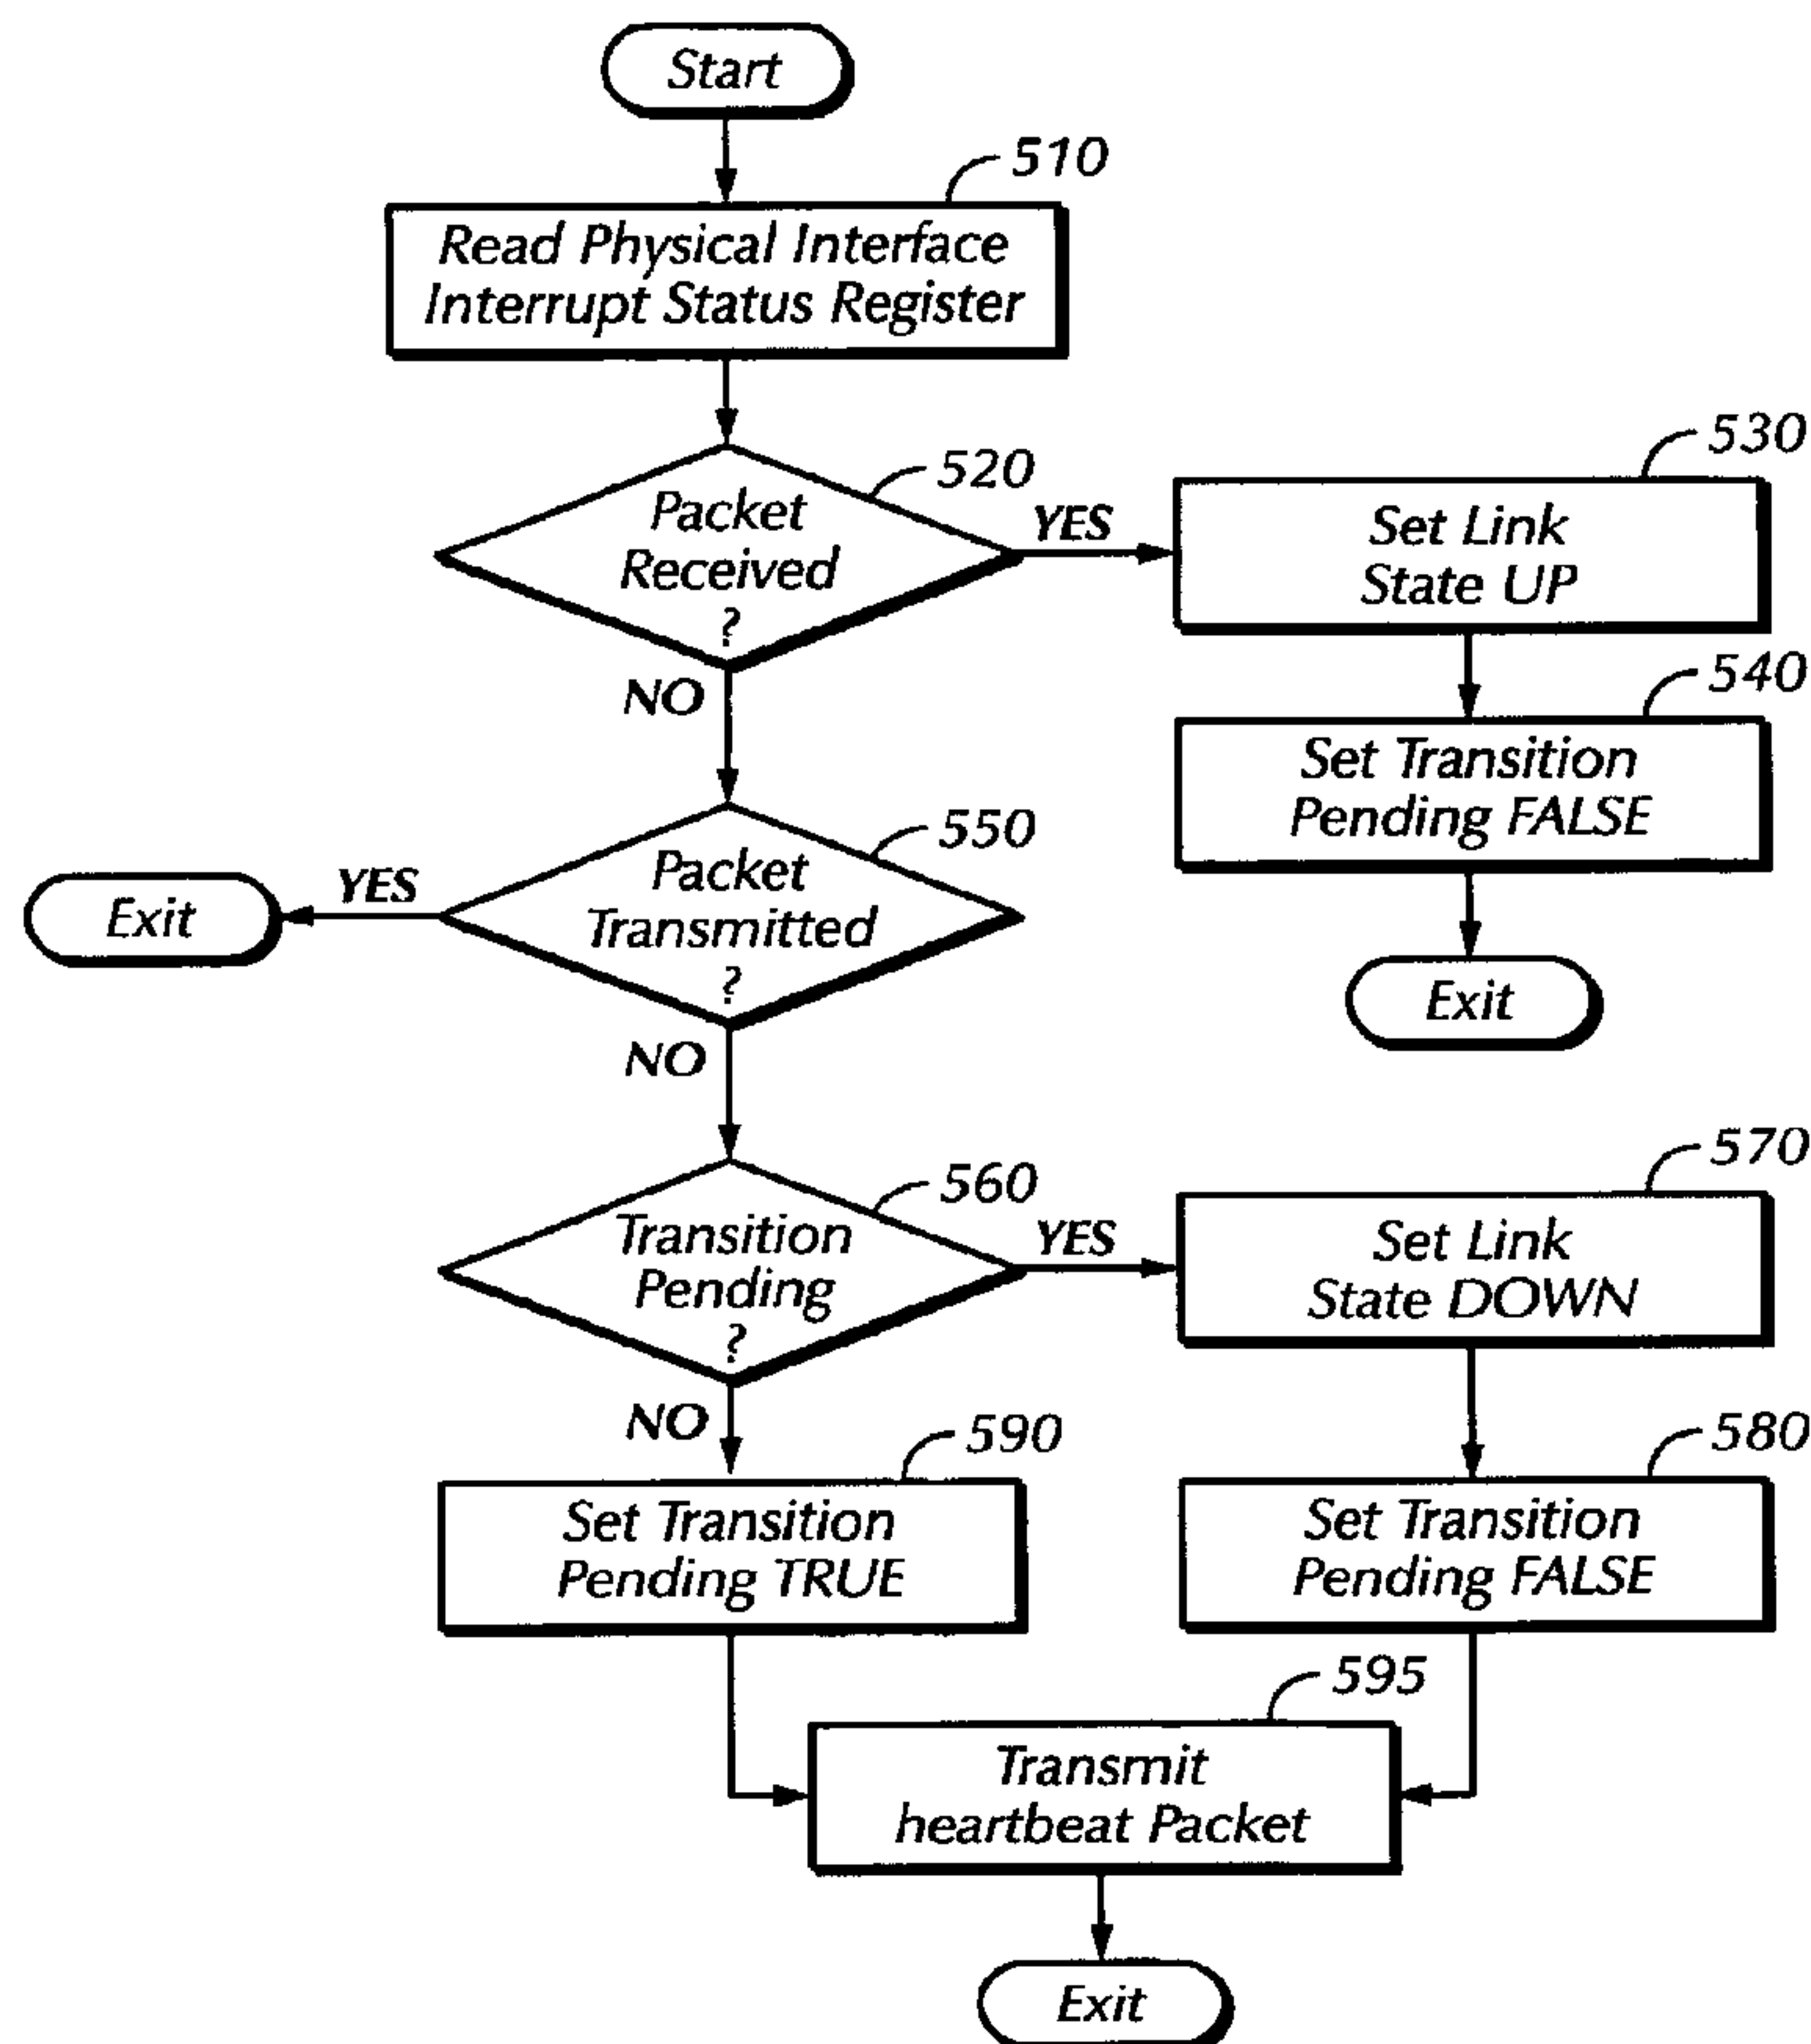 Start
510
Read Physical Interface
Interrupt Status Register
520
Packet
Received
?
YES
530
Set Link
State UP
NO
540
Set Transition
Pending FALSE
Exit
550
Packet
Transmitted
?
YES
Exit
NO
560
Transition
Pending
?
YES
570
Set Link
State DOWN
NO
590
Set Transition
Pending TRUE
580
Set Transition
Pending FALSE
595
Transmit
heartbeat Packet
Exit